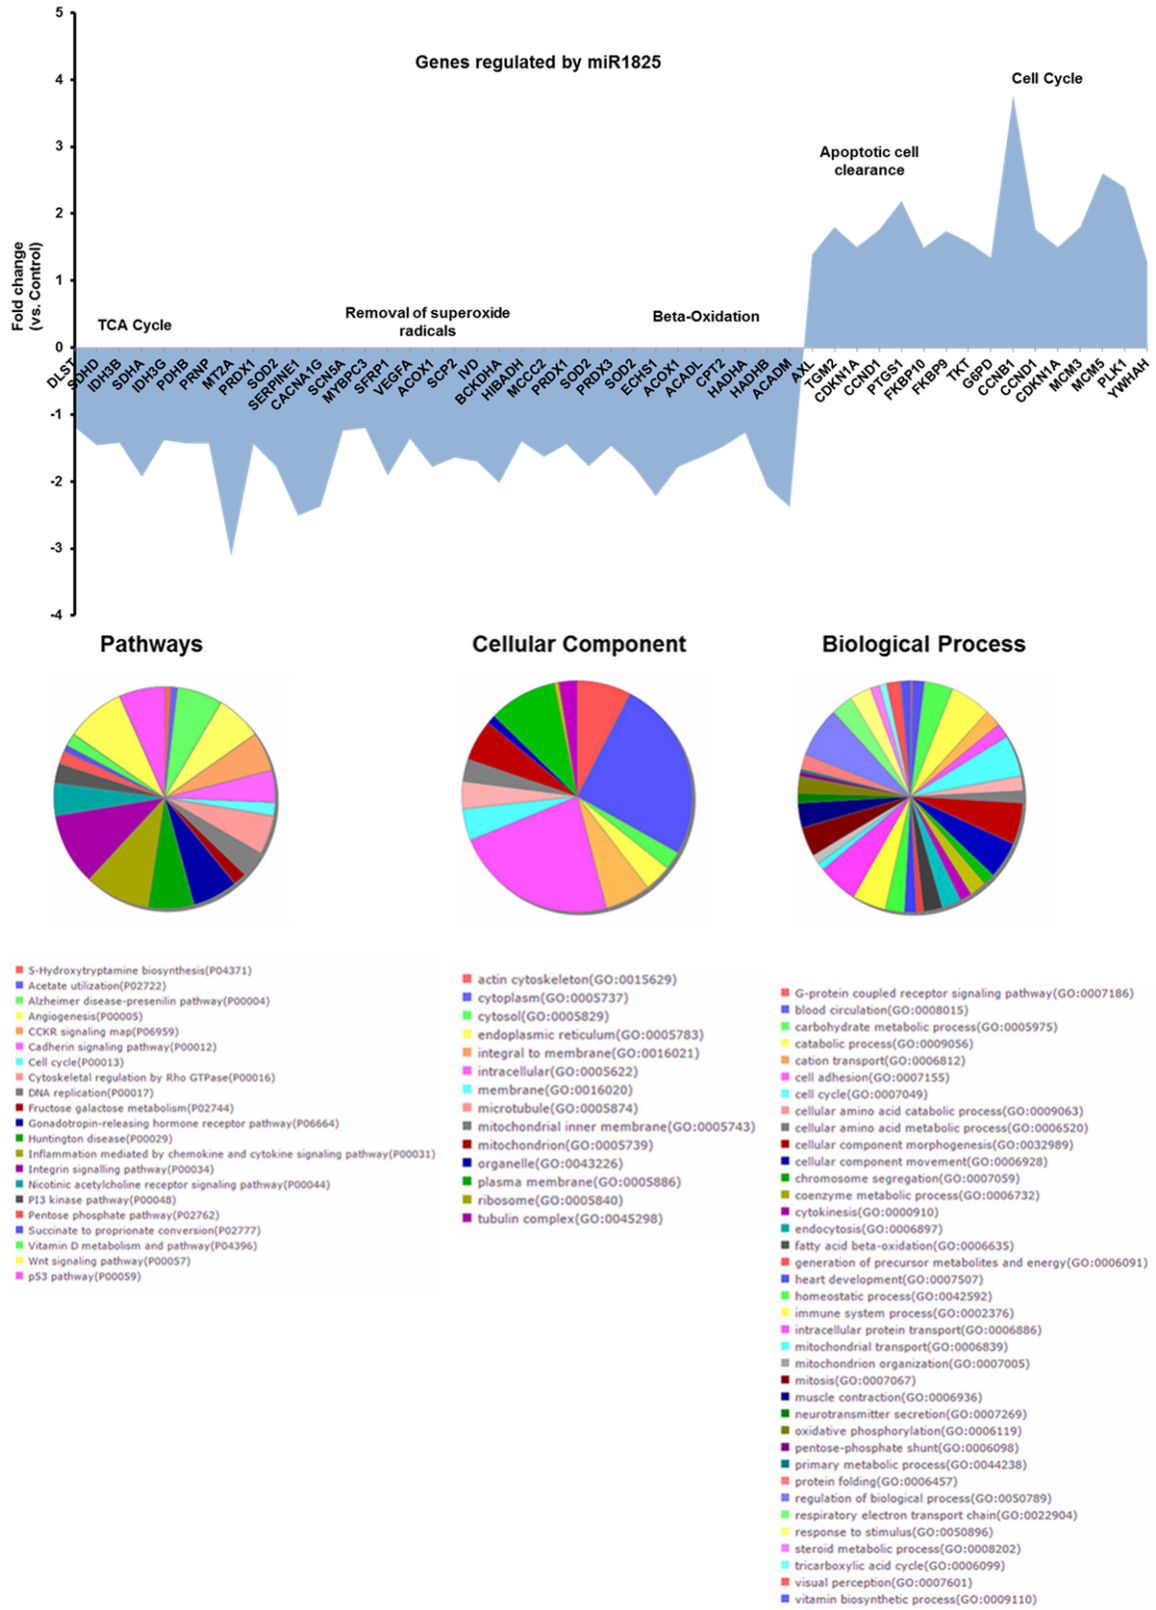 5
4
3
2
1
0
-1
-2
-3
-4
Fold change
(vs. Control)
Genes regulated by miR1825
TCA Cycle
Removal of superoxide
radicals
Beta-Oxidation
Apoptotic cell
clearance
Cell Cycle
DLST
SDHD
IDH3B
SDHA
IDH3G
PDHB
PRNP
MT2A
PRDX1
SOD2
SERPINE1
CACNA1G
SCN5A
MYBPC3
SFRP1
VEGFA
ACOX1
SCP2
IVD
BCKDHA
HIBADH
MCCC2
PRDX1
SOD2
PRDX3
SOD2
ECHS1
ACOX1
ACADL
CPT2
HADHA
HADHB
ACADM
AXL
TGM2
CDKN1A
CCND1
PTGS1
FKBP10
FKBP9
TKT
G6PD
CCNB1
CCND1
CDKN1A
MCM3
MCM5
PLK1
YWHAH
Pathways
5-Hydroxytryptamine biosynthesis(P04371)
Acetate utilization(P02722)
Alzheimer disease-presenilin pathway(P00004)
Angiogenesis(P00005)
CCKR signaling map(P06959)
Cadherin signaling pathway(P00012)
Cell cycle(P00013)
Cytoskeletal regulation by Rho GTPase(P00016)
DNA replication(P00017)
Fructose galactose metabolism(P02744)
Gonadotropin-releasing hormone receptor pathway(P06664)
Huntington disease(P00029)
Inflammation mediated by chemokine and cytokine signaling pathway(P00031)
Integrin signalling pathway(P00034)
Nicotinic acetylcholine receptor signaling pathway(P00044)
PI3 kinase pathway(P00048)
Pentose phosphate pathway(P02762)
Succinate to proprionate conversion(P02777)
Vitamin D metabolism and pathway(P04396)
Wnt signaling pathway(P00057)
p53 pathway(P00059)
Cellular Component
actin cytoskeleton(GO:0015629)
cytoplasm(GO:0005737)
cytosol(GO:0005829)
endoplasmic reticulum(GO:0005783)
integral to membrane(GO:0016021)
intracellular(GO:0005622)
membrane(GO:0016020)
microtubule(GO:0005874)
mitochondrial inner membrane(GO:0005743)
mitochondrion(GO:0005739)
organelle(GO:0043226)
plasma membrane(GO:0005886)
ribosome(GO:0005840)
tubulin complex(GO:0045298)
Biological Process
G-protein coupled receptor signaling pathway(GO:0007186)
blood circulation(GO:0008015)
carbohydrate metabolic process(GO:0005975)
catabolic process(GO:0009056)
cation transport(GO:0006812)
cell adhesion(GO:0007155)
cell cycle(GO:0007049)
cellular amino acid catabolic process(GO:0009063)
cellular amino acid metabolic process(GO:0006520)
cellular component morphogenesis(GO:0032989)
cellular component movement(GO:0006928)
chromosome segregation(GO:0007059)
coenzyme metabolic process(GO:0006732)
cytokinesis(GO:0000910)
endocytosis(GO:0006897)
fatty acid beta-oxidation(GO:0006635)
generation of precursor metabolites and energy(GO:0006091)
heart development(GO:0007507)
homeostatic process(GO:0042592)
immune system process(GO:0002376)
intracellular protein transport(GO:0006886)
mitochondrial transport(GO:0006839)
mitochondrion organization(GO:0007005)
mitosis(GO:0007067)
muscle contraction(GO:0006936)
neurotransmitter secretion(GO:0007269)
oxidative phosphorylation(GO:0006119)
pentose-phosphate shunt(GO:0006098)
primary metabolic process(GO:0044238)
protein folding(GO:0006457)
regulation of biological process(GO:0050789)
respiratory electron transport chain(GO:0022904)
response to stimulus(GO:0050896)
steroid metabolic process(GO:0008202)
tricarboxylic acid cycle(GO:0006099)
visual perception(GO:0007601)
vitamin biosynthetic process(GO:0009110)